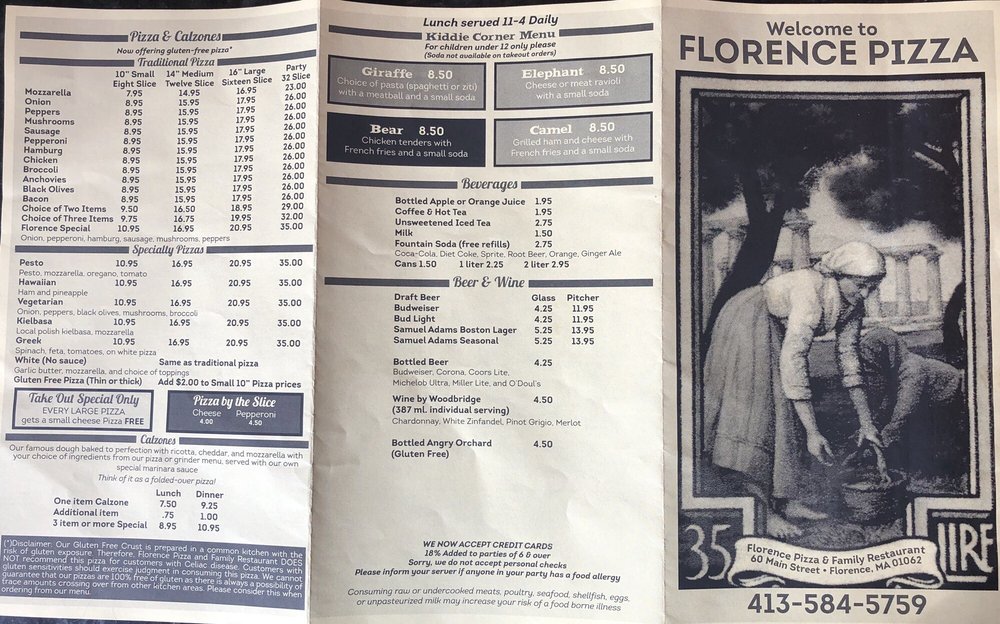 Pizza & Calzones
Now offering gluten-free pizza*
Traditional Pizza
10" Small 14" Medium 16" Large Party
Eight Slice Twelve Slice Sixteen Slice 32 Slice
Mozzarella 7.95 14.95 16.95 23.00
Onion 8.95 15.95 17.95 26.00
Peppers 8.95 15.95 17.95 26.00
Mushrooms 8.95 15.95 17.95 26.00
Sausage 8.95 15.95 17.95 26.00
Pepperoni 8.95 15.95 17.95 26.00
Hamburg 8.95 15.95 17.95 26.00
Chicken 8.95 15.95 17.95 26.00
Broccoli 8.95 15.95 17.95 26.00
Anchovies 8.95 15.95 17.95 26.00
Black Olives 8.95 15.95 17.95 26.00
Bacon 8.95 15.95 17.95 26.00
Choice of Two Items 9.50 16.50 18.95 29.00
Choice of Three Items 9.75 16.75 19.95 32.00
Florence Special 10.95 16.95 20.95 35.00
Onion, pepperoni, hamburg, sausage, mushrooms, peppers
Specialty Pizzas
Pesto 10.95 16.95 20.95 35.00
Pesto, mozzarella, oregano, tomato
Hawaiian 10.95 16.95 20.95 35.00
Ham and pineapple
Vegetarian 10.95 16.95 20.95 35.00
Onion, peppers, black olives, mushrooms, broccoli
Kielbasa 10.95 16.95 20.95 35.00
Local polish kielbasa, mozzarella
Greek 10.95 16.95 20.95 35.00
Spinach, feta, tomatoes, on white pizza
White (No sauce) Same as traditional pizza
Garlic butter, mozzarella, and choice of toppings
Gluten Free Pizza (Thin or thick) Add $2.00 to Small 10" Pizza prices
Take Out Special Only
EVERY LARGE PIZZA
gets a small cheese Pizza FREE
Pizza by the Slice
Cheese Pepperoni
4.00 4.50
Calzones
Our famous dough baked to perfection with ricotta, cheddar, and mozzarella with
your choice of ingredients from our pizza or grinder menu, served with our own
special marinara sauce
Think of it as a folded-over pizza!
Lunch Dinner
One item Calzone 7.50 9.25
Additional item .75 1.00
3 item or more Special 8.95 10.95
(*)Disclaimer: Our Gluten Free Crust is prepared in a common kitchen with the
risk of gluten exposure. Therefore, Florence Pizza and Family Restaurant DOES
NOT recommend this pizza for customers with Celiac disease. Customers with
gluten sensitivities should exercise judgment in consuming this pizza. We cannot
guarantee that our pizzas are 100% free of gluten as there is always a possibility of
trace amounts crossing over from other kitchen areas. Please consider this when
ordering from our menu.
Lunch served 11-4 Daily
Kiddie Corner Menu
For children under 12 only please
(Soda not available on takeout orders)
Giraffe 8.50
Choice of pasta (spaghetti or ziti)
with a meatball and a small soda
Elephant 8.50
Cheese or meat ravioli
with a small soda
Bear 8.50
Chicken tenders with
French fries and a small soda
Camel 8.50
Grilled ham and cheese with
French fries and a small soda
Beverages
Bottled Apple or Orange Juice 1.95
Coffee & Hot Tea 1.95
Unsweetened Iced Tea 2.75
Milk 1.50
Fountain Soda (free refills) 2.75
Coca-Cola, Diet Coke, Sprite, Root Beer, Orange, Ginger Ale
Cans 1.50 1 liter 2.25 2 liter 2.95
Beer & Wine
Draft Beer Glass Pitcher
Budweiser 4.25 11.95
Bud Light 4.25 11.95
Samuel Adams Boston Lager 5.25 13.95
Samuel Adams Seasonal 5.25 13.95
Bottled Beer 4.25
Budweiser, Corona, Coors Lite,
Michelob Ultra, Miller Lite, and O'Doul's
Wine by Woodbridge 4.50
(387 ml. individual serving)
Chardonnay, White Zinfandel, Pinot Grigio, Merlot
Bottled Angry Orchard 4.50
(Gluten Free)
WE NOW ACCEPT CREDIT CARDS
18% Added to parties of 6 & over
Sorry, we do not accept personal checks
Please inform your server if anyone in your party has a food allergy
Consuming raw or undercooked meats, poultry, seafood, shellfish, eggs,
or unpasteurized milk may increase your risk of a food borne illness
Welcome to
FLORENCE PIZZA
35 LIRE
Florence Pizza & Family Restaurant
60 Main Street • Florence, MA 01062
413-584-5759